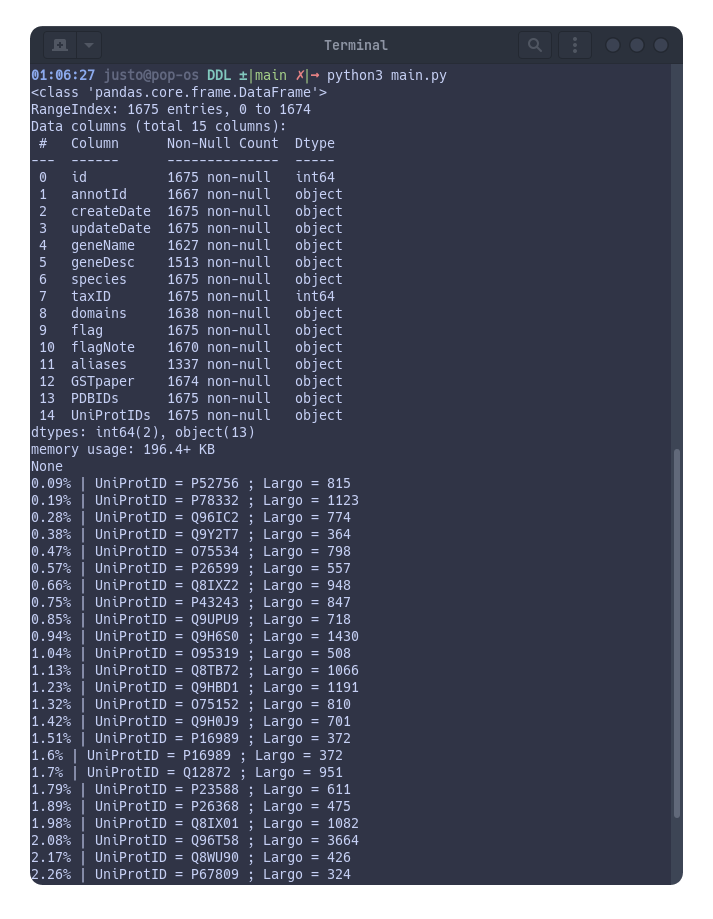 Terminal
01:06:27 justo@pop-os DDL ±|main ✗|→ python3 main.py
<class 'pandas.core.frame.DataFrame'>
RangeIndex: 1675 entries, 0 to 1674
Data columns (total 15 columns):
 #   Column      Non-Null Count  Dtype
---  ------      --------------  -----
 0   id          1675 non-null   int64
 1   annotId     1667 non-null   object
 2   createDate  1675 non-null   object
 3   updateDate  1675 non-null   object
 4   geneName    1627 non-null   object
 5   geneDesc    1513 non-null   object
 6   species     1675 non-null   object
 7   taxID       1675 non-null   int64
 8   domains     1638 non-null   object
 9   flag        1675 non-null   object
 10  flagNote    1670 non-null   object
 11  aliases     1337 non-null   object
 12  GSTpaper    1674 non-null   object
 13  PDBIDs      1675 non-null   object
 14  UniProtIDs  1675 non-null   object
dtypes: int64(2), object(13)
memory usage: 196.4+ KB
None
0.09% | UniProtID = P52756 ; Largo = 815
0.19% | UniProtID = P78332 ; Largo = 1123
0.28% | UniProtID = Q96IC2 ; Largo = 774
0.38% | UniProtID = Q9Y2T7 ; Largo = 364
0.47% | UniProtID = O75534 ; Largo = 798
0.57% | UniProtID = P26599 ; Largo = 557
0.66% | UniProtID = Q8IXZ2 ; Largo = 948
0.75% | UniProtID = P43243 ; Largo = 847
0.85% | UniProtID = Q9UPU9 ; Largo = 718
0.94% | UniProtID = Q9H6S0 ; Largo = 1430
1.04% | UniProtID = O95319 ; Largo = 508
1.13% | UniProtID = Q8TB72 ; Largo = 1066
1.23% | UniProtID = Q9HBD1 ; Largo = 1191
1.32% | UniProtID = O75152 ; Largo = 810
1.42% | UniProtID = Q9H0J9 ; Largo = 701
1.51% | UniProtID = P16989 ; Largo = 372
1.6% | UniProtID = P16989 ; Largo = 372
1.7% | UniProtID = Q12872 ; Largo = 951
1.79% | UniProtID = P23588 ; Largo = 611
1.89% | UniProtID = P26368 ; Largo = 475
1.98% | UniProtID = Q8IX01 ; Largo = 1082
2.08% | UniProtID = Q96T58 ; Largo = 3664
2.17% | UniProtID = Q8WU90 ; Largo = 426
2.26% | UniProtID = P67809 ; Largo = 324